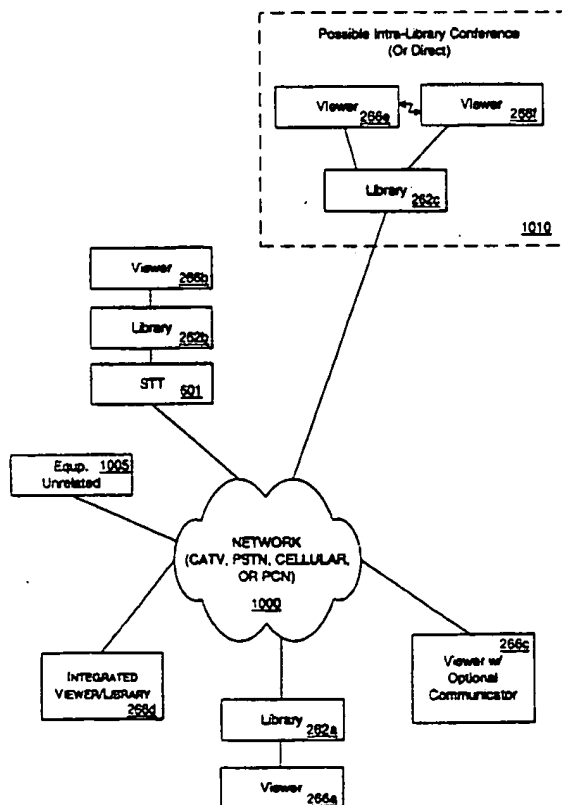 Possible Intra-Library Conference
(Or Direct)
Viewer
266e
Viewer
266f
Library
262c
1010
Viewer
266b
Library
262b
STT
601
Equp.
1005
Unrelated
NETWORK
(CATV, PSTN, CELLULAR,
OR PCN)
1000
INTEGRATED
VIEWER/LIBRARY
266d
266c
Viewer w/
Optional
Communicator
Library
262a
Viewer
266a